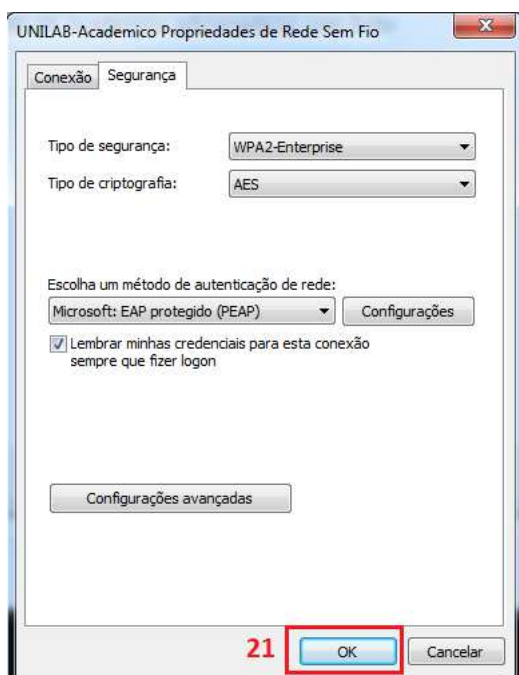 UNILAB-Academico Propriedades de Rede Sem Fio
Conexão Segurança
Tipo de segurança: WPA2-Enterprise
Tipo de criptografia: AES
Escolha um método de autenticação de rede:
Microsoft: EAP protegido (PEAP) Configurações
Lembrar minhas credenciais para esta conexão
sempre que fizer logon
Configurações avançadas
21 OK Cancelar